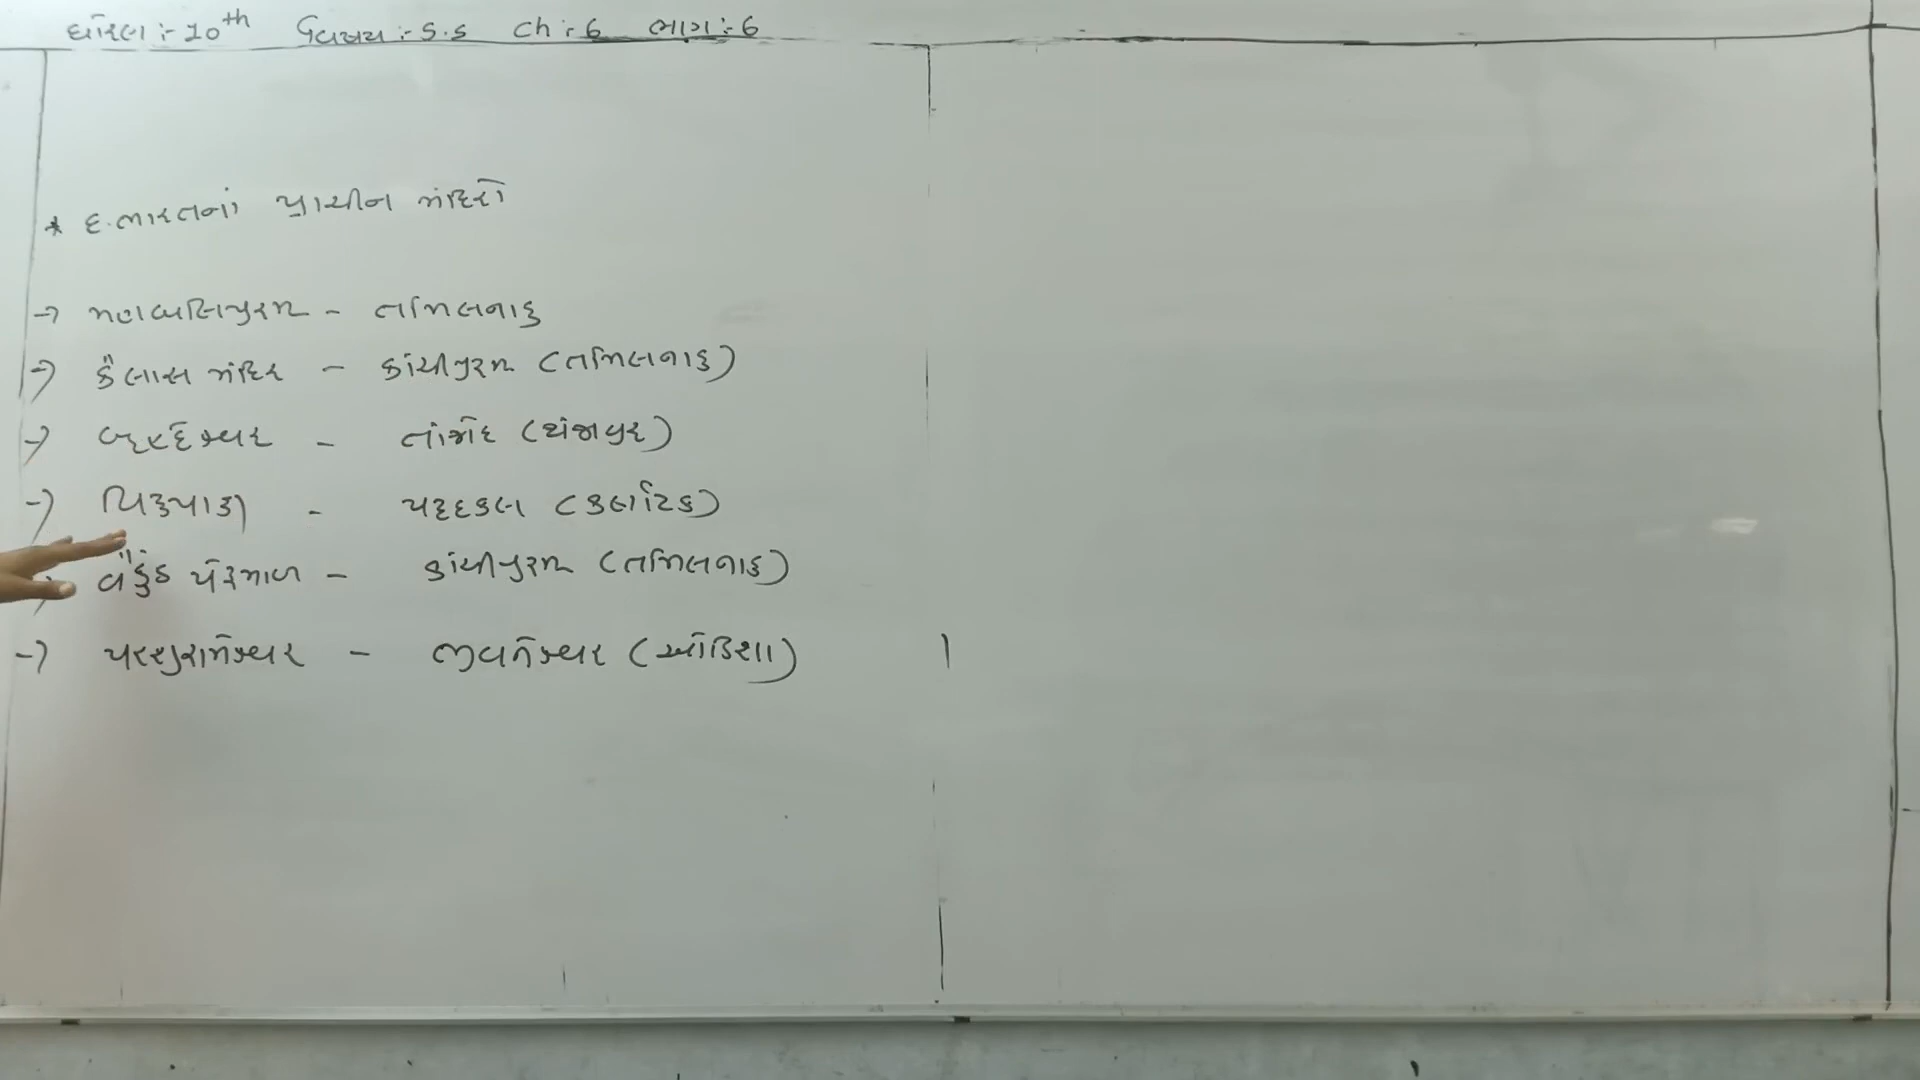 ધોરણ :- 10th વિષય :- S.S Ch :- 6 ભાગ :- 6
* દ.ભારતનાં પ્રાચીન મંદિરો
→ મહાબલિપુરમ - તમિલનાડુ
→ કૈલાસ મંદિર - કાંચીપુરમ (તમિલનાડુ)
→ બૃહદેશ્વર - તાંજોર (થંજાવુર)
→ વિરૂપાક્ષ - પટ્ટદકલ (કર્ણાટક)
→ વૈકુંઠ પેરૂમાળ - કાંચીપુરમ (તમિલનાડુ)
→ પરશુરામેશ્વર - ભુવનેશ્વર (ઓડિશા)